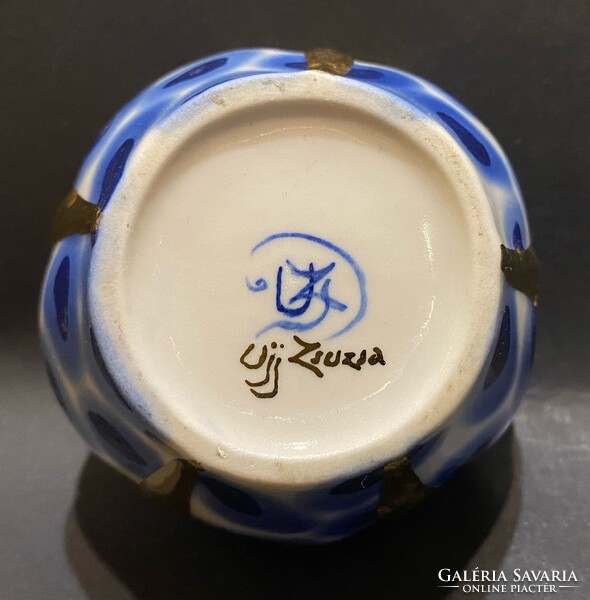 Ujj Zsuzsa
GALÉRIA SAVARIA
ONLINE PIACTÉR